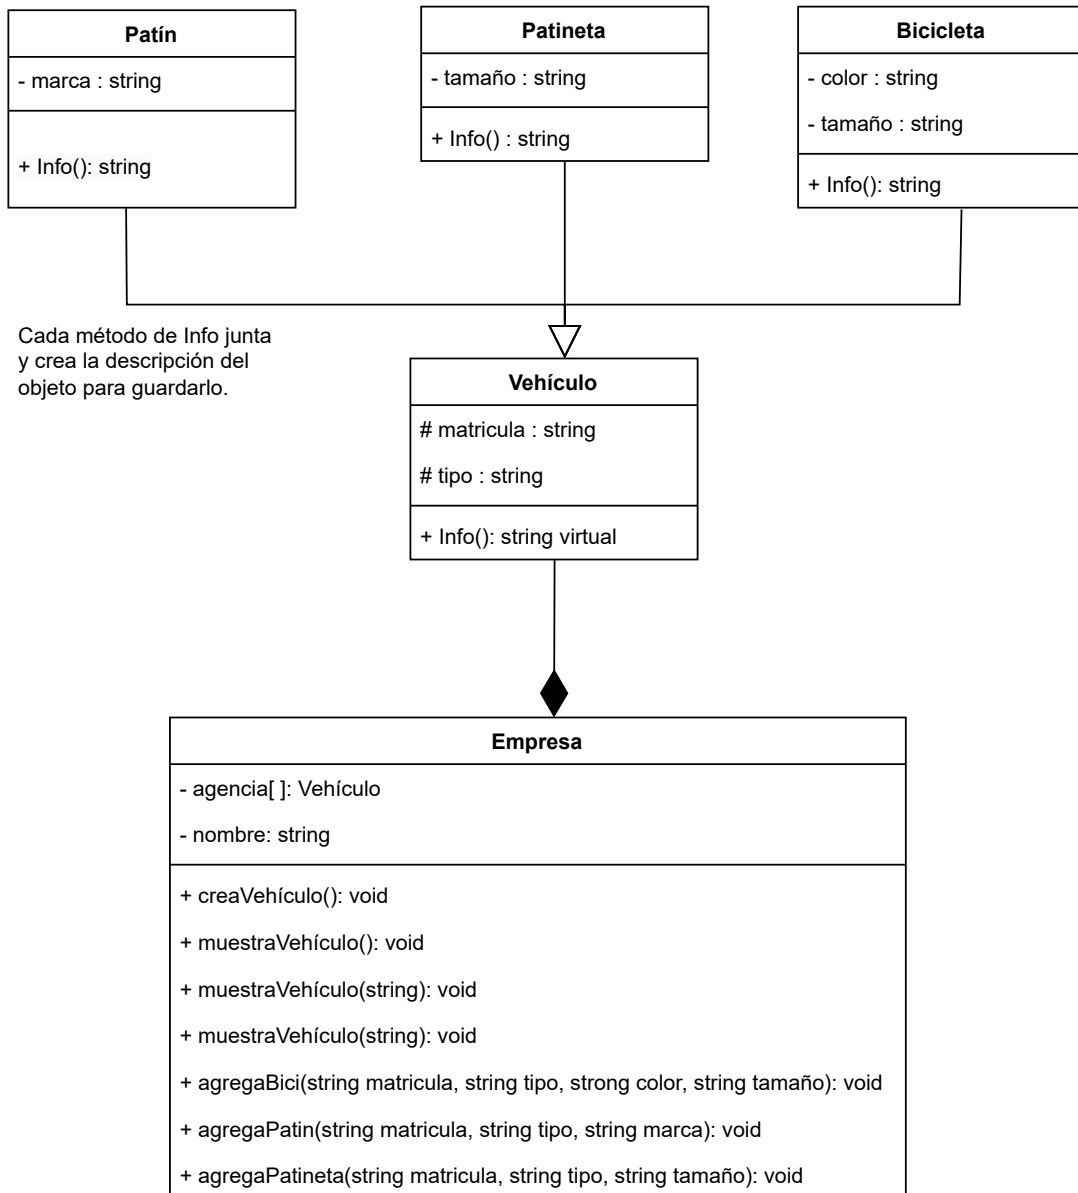 Patín
- marca : string
+ Info(): string
Patineta
- tamaño : string
+ Info() : string
Bicicleta
- color : string
- tamaño : string
+ Info(): string
Cada método de Info junta
y crea la descripción del
objeto para guardarlo.
Vehículo
# matricula : string
# tipo : string
+ Info(): string virtual
Empresa
- agencia[ ]: Vehículo
- nombre: string
+ creaVehículo(): void
+ muestraVehículo(): void
+ muestraVehículo(string): void
+ muestraVehículo(string): void
+ agregaBici(string matricula, string tipo, strong color, string tamaño): void
+ agregaPatin(string matricula, string tipo, string marca): void
+ agregaPatineta(string matricula, string tipo, string tamaño): void